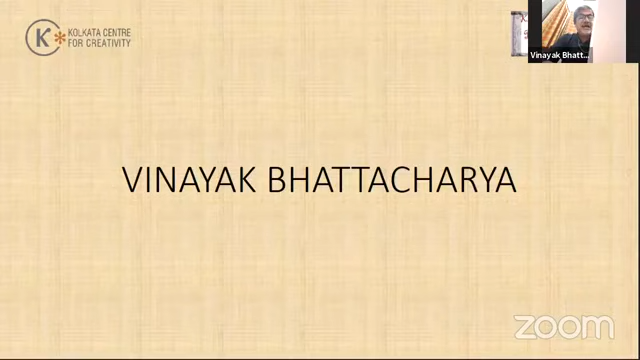 K
KOLKATA CENTRE
FOR CREATIVITY
Vinayak Bhatt...
VINAYAK BHATTACHARYA
zoom